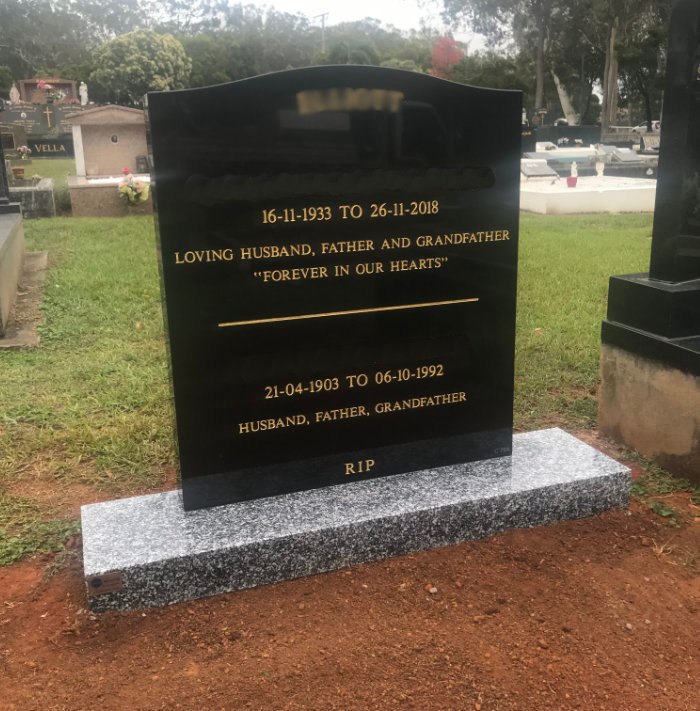 VELLA
16-11-1933 TO 26-11-2018
LOVING HUSBAND, FATHER AND GRANDFATHER
"FOREVER IN OUR HEARTS"
21-04-1903 TO 06-10-1992
HUSBAND, FATHER, GRANDFATHER
RIP